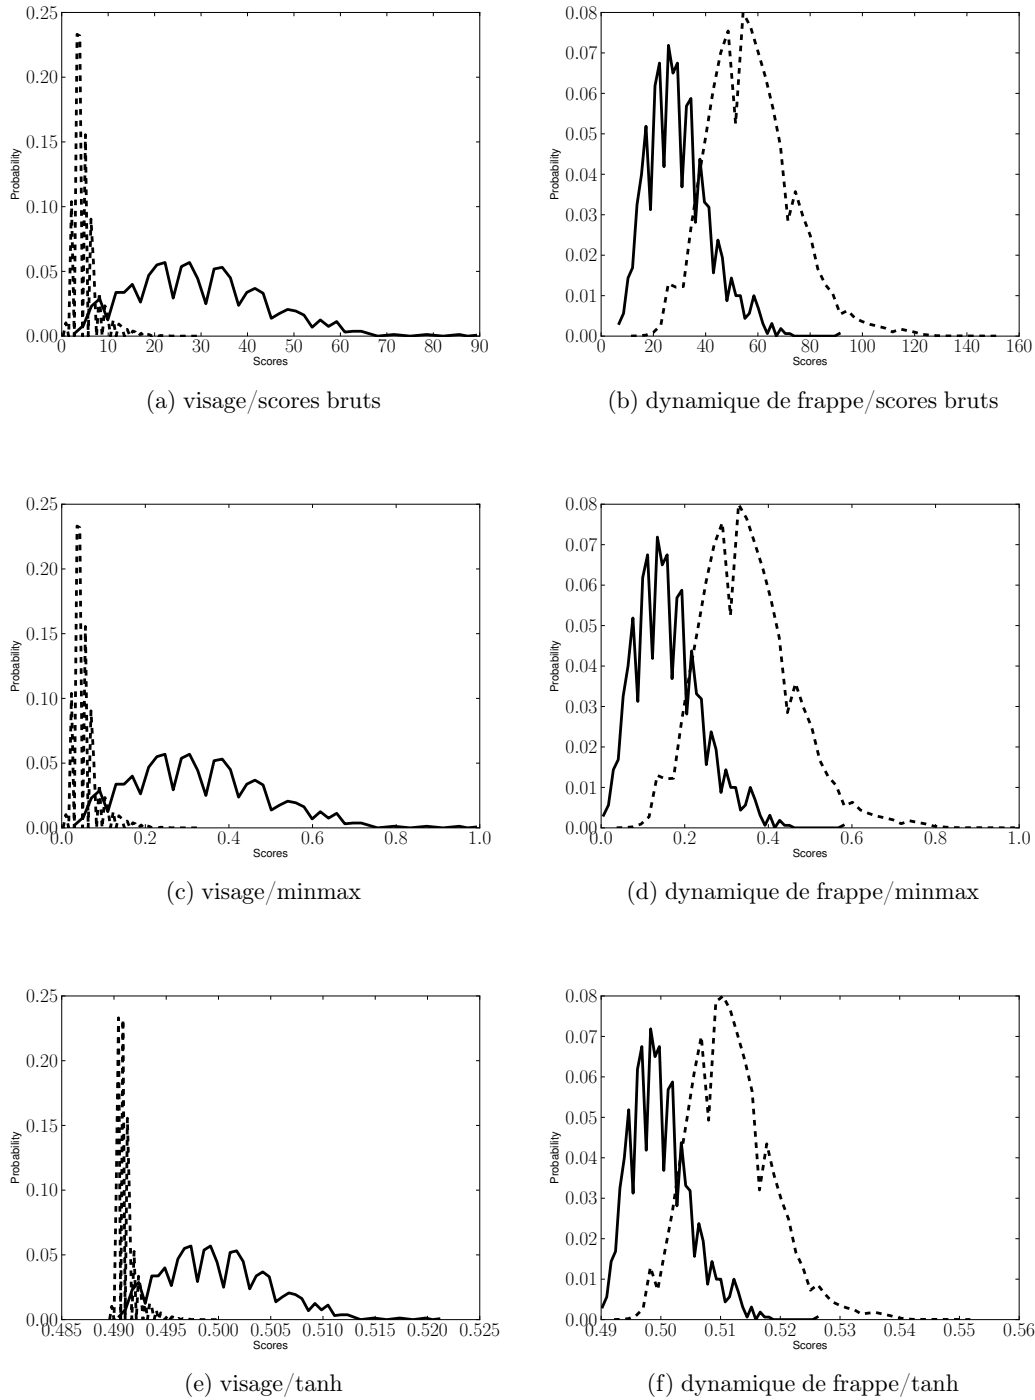 0.25
0.20
0.15
0.10
0.05
0.00
Probability
0 10 20 30 40 50 60 70 80 90
Scores
(a) visage/scores bruts
0.08
0.07
0.06
0.05
0.04
0.03
0.02
0.01
0.00
Probability
0 20 40 60 80 100 120 140 160
Scores
(b) dynamique de frappe/scores bruts
0.25
0.20
0.15
0.10
0.05
0.00
Probability
0.0 0.2 0.4 0.6 0.8 1.0
Scores
(c) visage/minmax
0.08
0.07
0.06
0.05
0.04
0.03
0.02
0.01
0.00
Probability
0.0 0.2 0.4 0.6 0.8 1.0
Scores
(d) dynamique de frappe/minmax
0.25
0.20
0.15
0.10
0.05
0.00
Probability
0.485 0.490 0.495 0.500 0.505 0.510 0.515 0.520 0.525
Scores
(e) visage/tanh
0.08
0.07
0.06
0.05
0.04
0.03
0.02
0.01
0.00
Probability
0.49 0.50 0.51 0.52 0.53 0.54 0.55 0.56
Scores
(f) dynamique de frappe/tanh